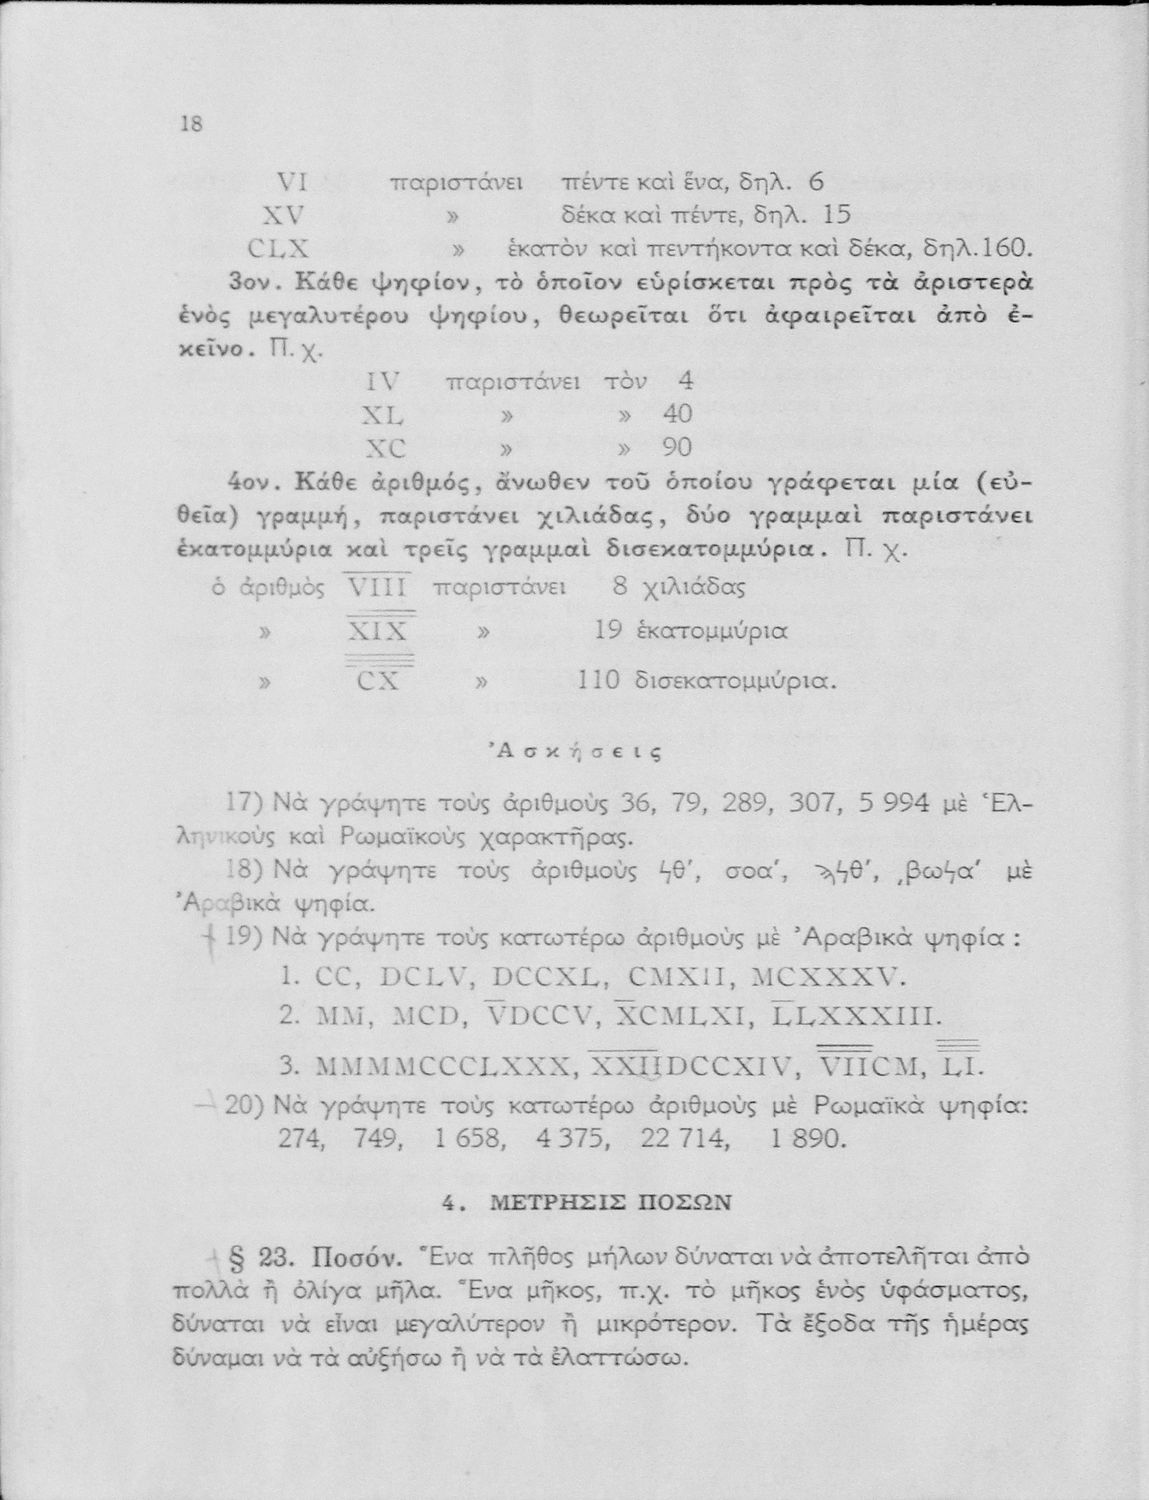 18
VI παριστάνει πέντε καὶ ἕνα, δηλ. 6
XV » δέκα καὶ πέντε, δηλ. 15
CLX » ἑκατὸν καὶ πεντήκοντα καὶ δέκα, δηλ. 160.
3ον. Κάθε ψηφίον, τὸ ὁποῖον εὑρίσκεται πρὸς τὰ ἀριστερὰ
ἑνὸς μεγαλυτέρου ψηφίου, θεωρεῖται ὅτι ἀφαιρεῖται ἀπὸ ἐ-
κεῖνο. Π. χ.
IV παριστάνει τὸν 4
XL » » 40
XC » » 90
4ον. Κάθε ἀριθμός, ἄνωθεν τοῦ ὁποίου γράφεται μία (εὐ-
θεῖα) γραμμή, παριστάνει χιλιάδας, δύο γραμμαὶ παριστάνει
ἑκατομμύρια καὶ τρεῖς γραμμαὶ δισεκατομμύρια. Π. χ.
ὁ ἀριθμὸς V̅I̅I̅I̅ παριστάνει 8 χιλιάδας
» X̿I̿X̿ » 19 ἑκατομμύρια
» C̿̅X̿̅ » 110 δισεκατομμύρια.
Ἀσκήσεις
17) Νὰ γράψητε τοὺς ἀριθμοὺς 36, 79, 289, 307, 5 994 μὲ Ἑλ-
ληνικοὺς καὶ Ρωμαϊκοὺς χαρακτῆρας.
18) Νὰ γράψητε τοὺς ἀριθμοὺς ϟθ′, σοα′, ϡϟθ′, ͵βωϟα′ μὲ
Ἀραβικὰ ψηφία.
19) Νὰ γράψητε τοὺς κατωτέρω ἀριθμοὺς μὲ Ἀραβικὰ ψηφία :
1. CC, DCLV, DCCXL, CMXII, MCXXXV.
2. MM, MCD, V̅DCCV, X̅CMLXI, L̅LXXXIII.
3. MMMMCCCLXXX, X̅X̅I̅I̅DCCXIV, V̿I̿I̿CM, L̿̅I̿̅.
20) Νὰ γράψητε τοὺς κατωτέρω ἀριθμοὺς μὲ Ρωμαϊκὰ ψηφία:
274, 749, 1 658, 4 375, 22 714, 1 890.
4. ΜΕΤΡΗΣΙΣ ΠΟΣΩΝ
§ 23. Ποσόν. Ἕνα πλῆθος μήλων δύναται νὰ ἀποτελῆται ἀπὸ
πολλὰ ἢ ὀλίγα μῆλα. Ἕνα μῆκος, π.χ. τὸ μῆκος ἑνὸς ὑφάσματος,
δύναται νὰ εἶναι μεγαλύτερον ἢ μικρότερον. Τὰ ἔξοδα τῆς ἡμέρας
δύναμαι νὰ τὰ αὐξήσω ἢ νὰ τὰ ἐλαττώσω.